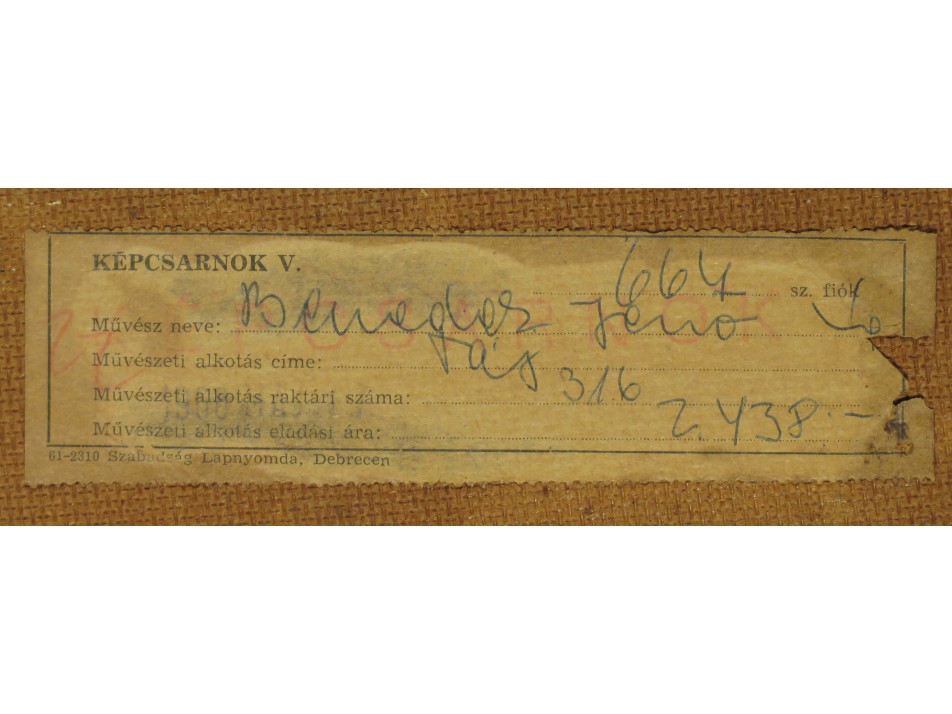 KÉPCSARNOK V.
664 sz. fiók
Művész neve: Benedek Jenő
Művészeti alkotás címe: Táj
Művészeti alkotás raktári száma: 316
Művészeti alkotás eladási ára: 2.438.—
61-2310 Szabadság Lapnyomda, Debrecen